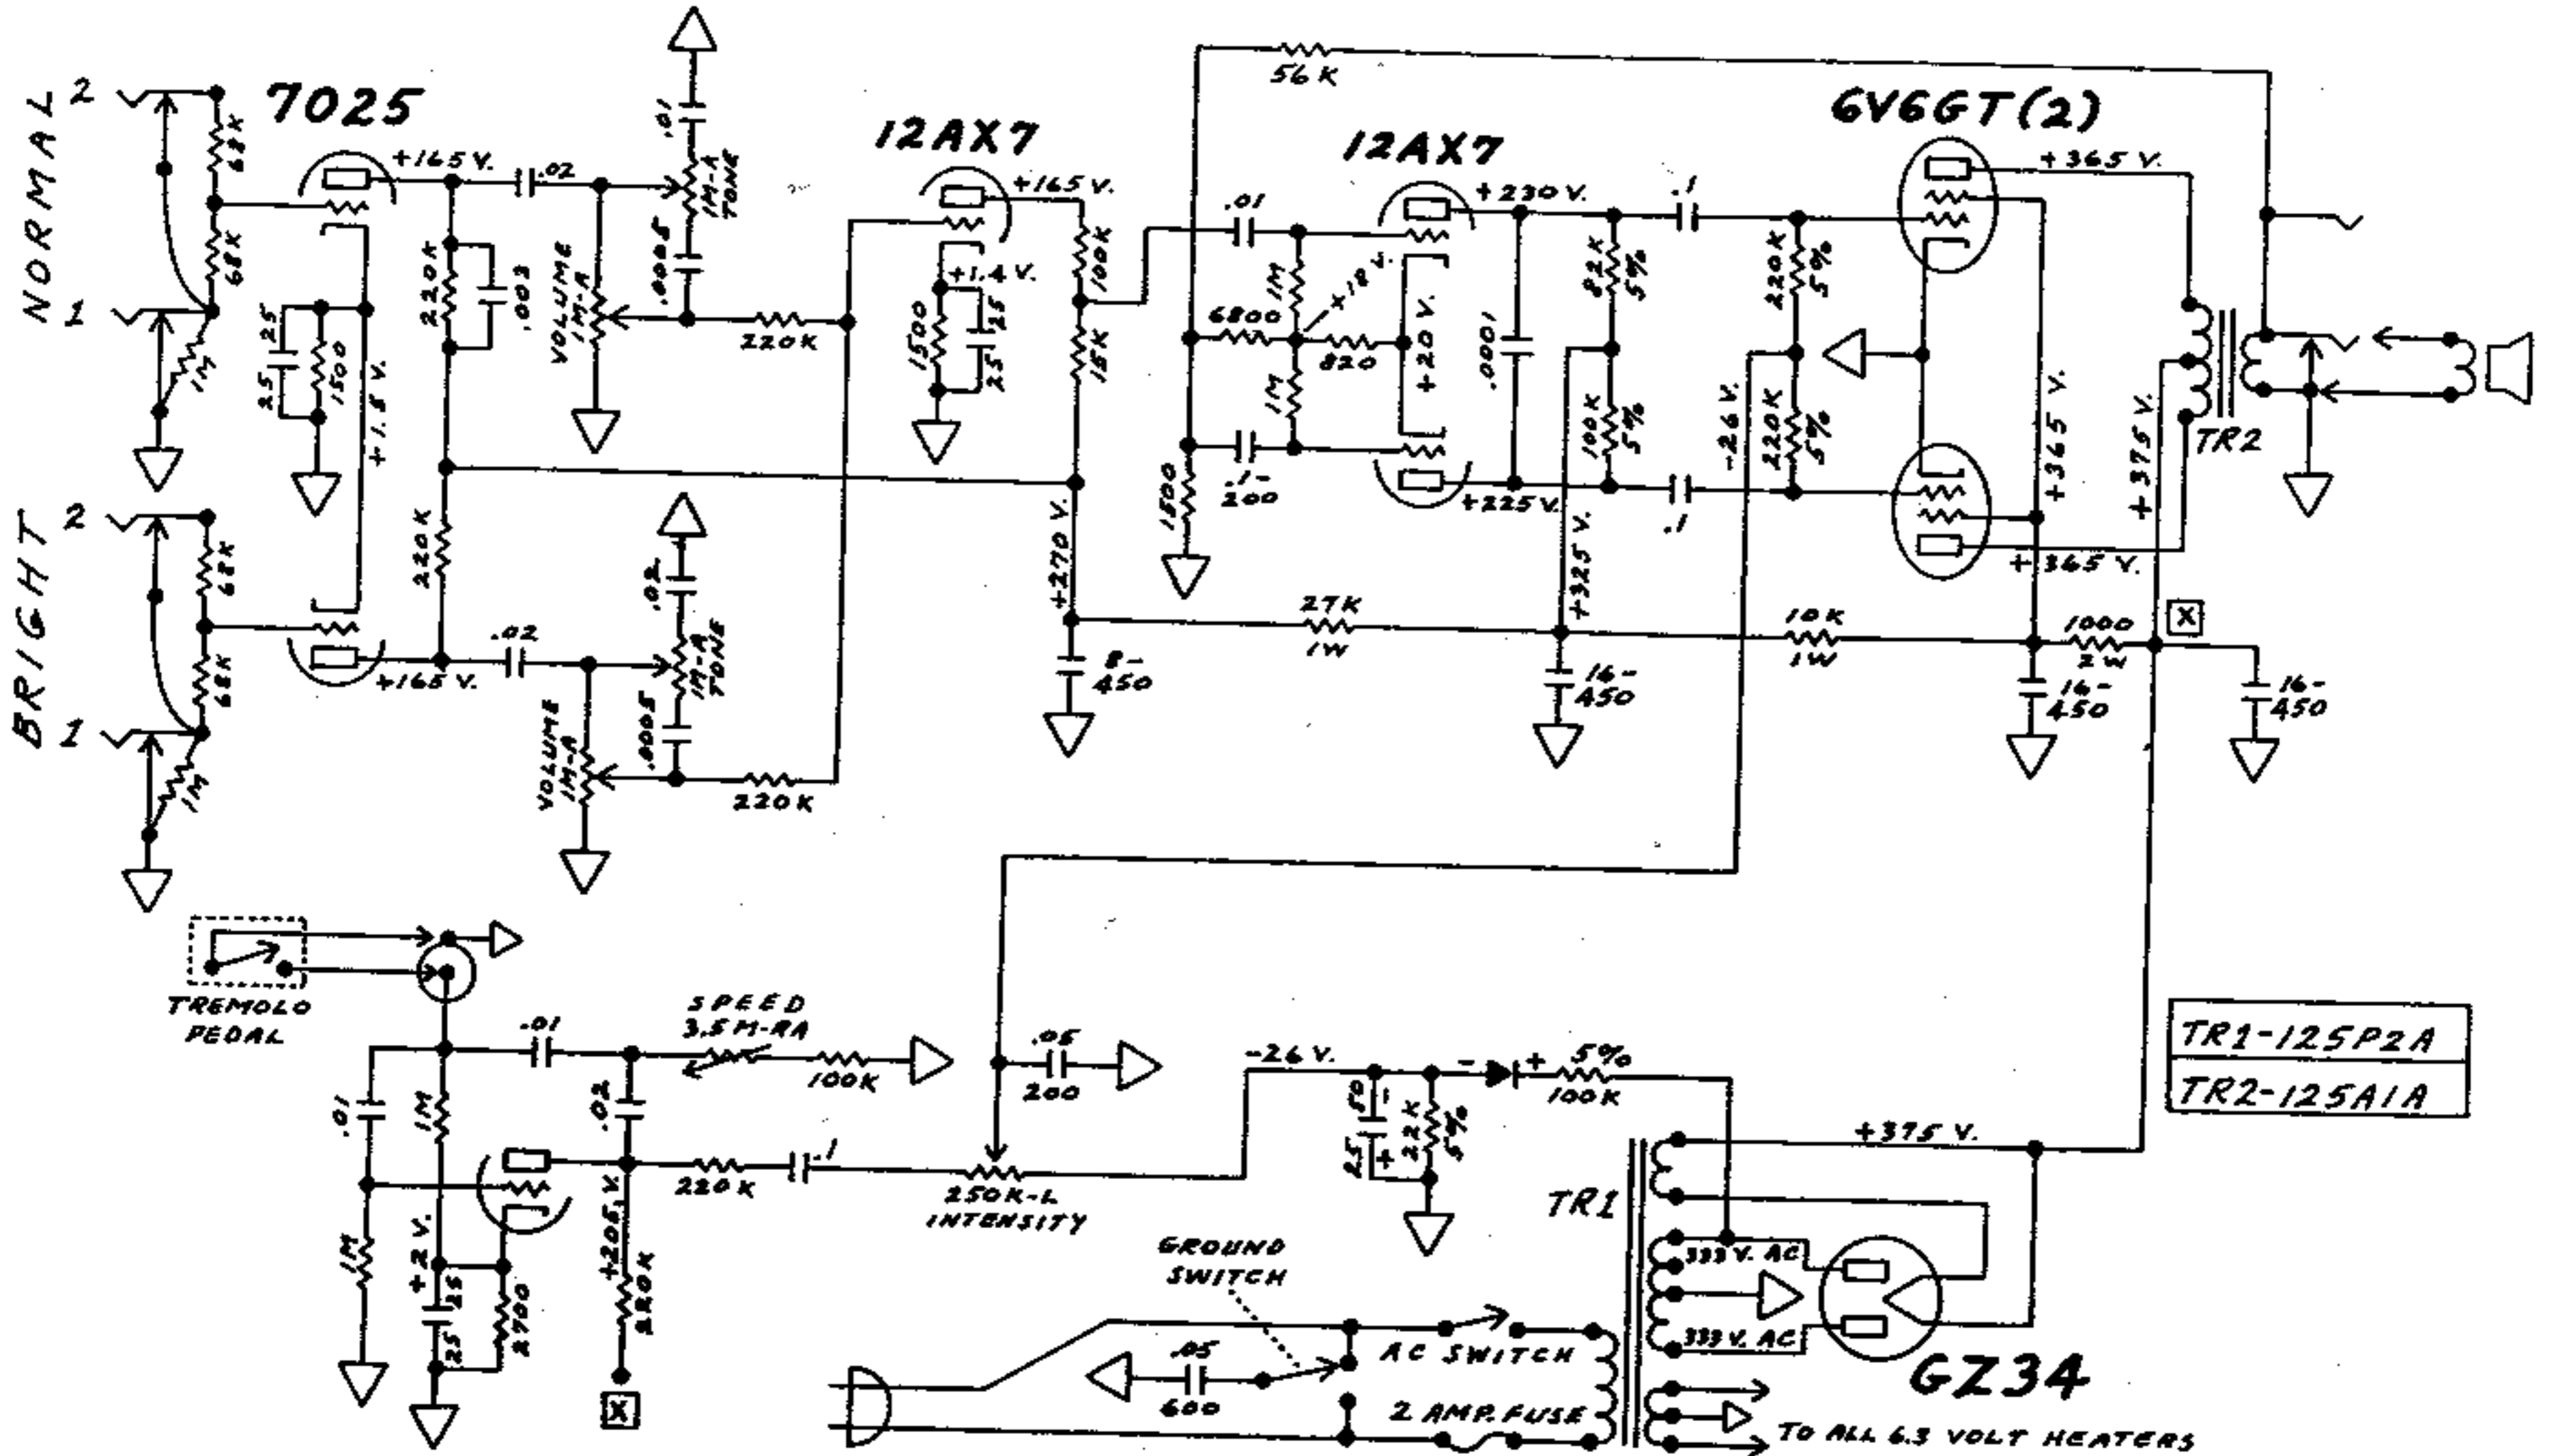 NORMAL
2
68K
68K
1
1M
7025
+165 V.
.02
.01
1M-A
TONE
.0005
VOLUME
1M-A
220K
220K
.003
25
25
1500
+1.5 V.
BRIGHT
2
68K
68K
1
1M
+165 V.
220K
.02
.02
1M-A
TONE
.0005
VOLUME
1M-A
220K
12AX7
+165 V.
+1.4 V.
1500
25
25
100K
15K
+270 V.
8-
450
56K
12AX7
+230 V.
.01
1M
+18 V.
6800
820
1M
+20 V.
.1-
200
1500
+225 V.
.0001
82K
5%
100K
5%
.1
.1
220K
5%
220K
5%
-26 V.
+325 V.
27K
1W
16-
450
10K
1W
6V6GT(2)
+365 V.
+365 V.
+365 V.
16-
450
1000
2W
X
16-
450
+375 V.
TR2
TREMOLO
PEDAL
.01
1M
1M
.01
SPEED
3.5M-RA
100K
.02
220K
.1
250K-L
INTENSITY
.05
200
+2 V.
25
25
2700
+205 V.
220K
X
-26 V.
50
25
-
+
22K
5%
-
+
5%
100K
TR1-125P2A
TR2-125A1A
TR1
+375 V.
333 V. AC
333 V. AC
GZ34
GROUND
SWITCH
.05
600
AC SWITCH
2 AMP. FUSE
TO ALL 6.3 VOLT HEATERS